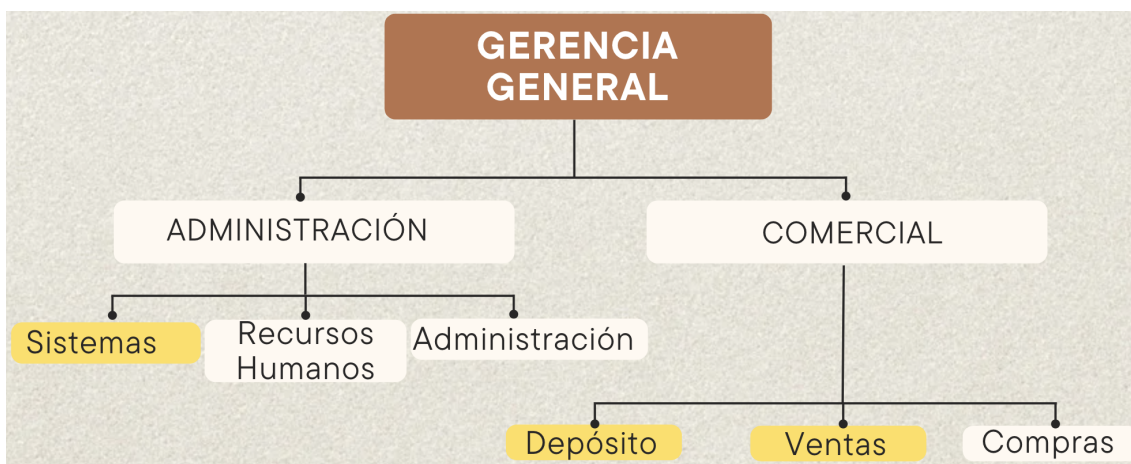 GERENCIA
GENERAL
ADMINISTRACIÓN
COMERCIAL
Sistemas
Recursos
Humanos
Administración
Depósito
Ventas
Compras